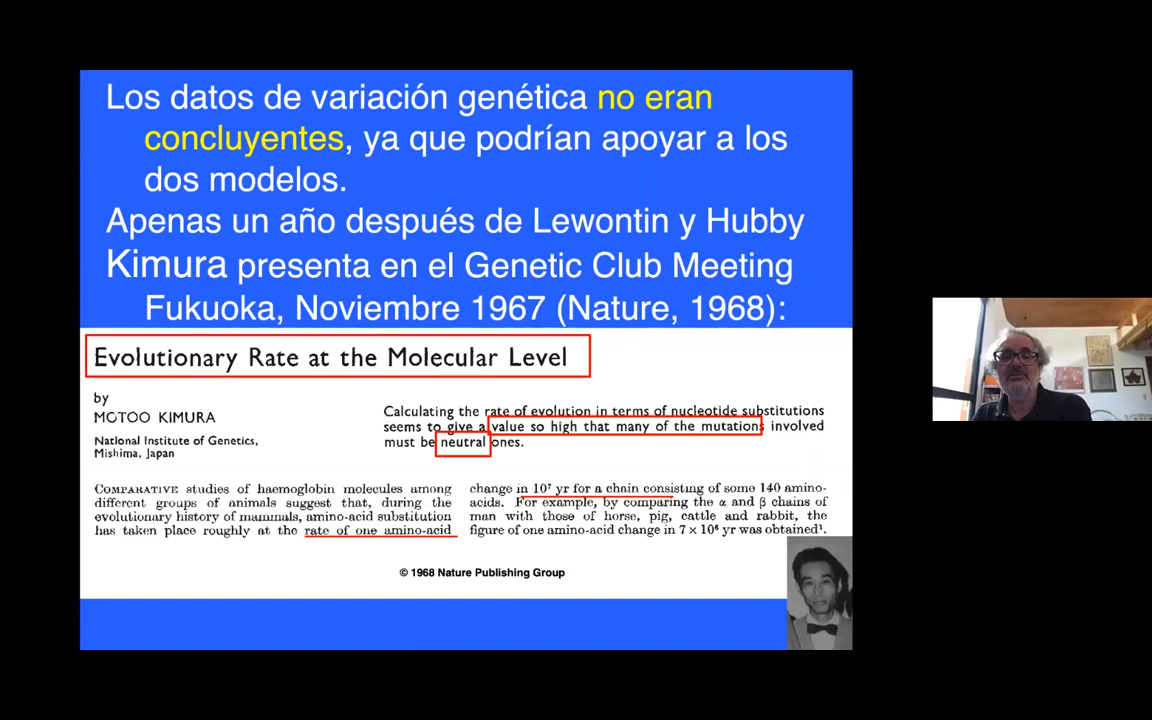 Los datos de variación genética no eran
concluyentes, ya que podrían apoyar a los
dos modelos.
Apenas un año después de Lewontin y Hubby
Kimura presenta en el Genetic Club Meeting
Fukuoka, Noviembre 1967 (Nature, 1968):
Evolutionary Rate at the Molecular Level
by
MOTOO KIMURA
National Institute of Genetics,
Mishima, Japan
Calculating the rate of evolution in terms of nucleotide substitutions
seems to give a value so high that many of the mutations involved
must be neutral ones.
COMPARATIVE studies of haemoglobin molecules among
different groups of animals suggest that, during the
evolutionary history of mammals, amino-acid substitution
has taken place roughly at the rate of one amino-acid
change in 10⁷ yr for a chain consisting of some 140 amino-
acids. For example, by comparing the α and β chains of
man with those of horse, pig, cattle and rabbit, the
figure of one amino-acid change in 7 × 10⁶ yr was obtained¹.
© 1968 Nature Publishing Group